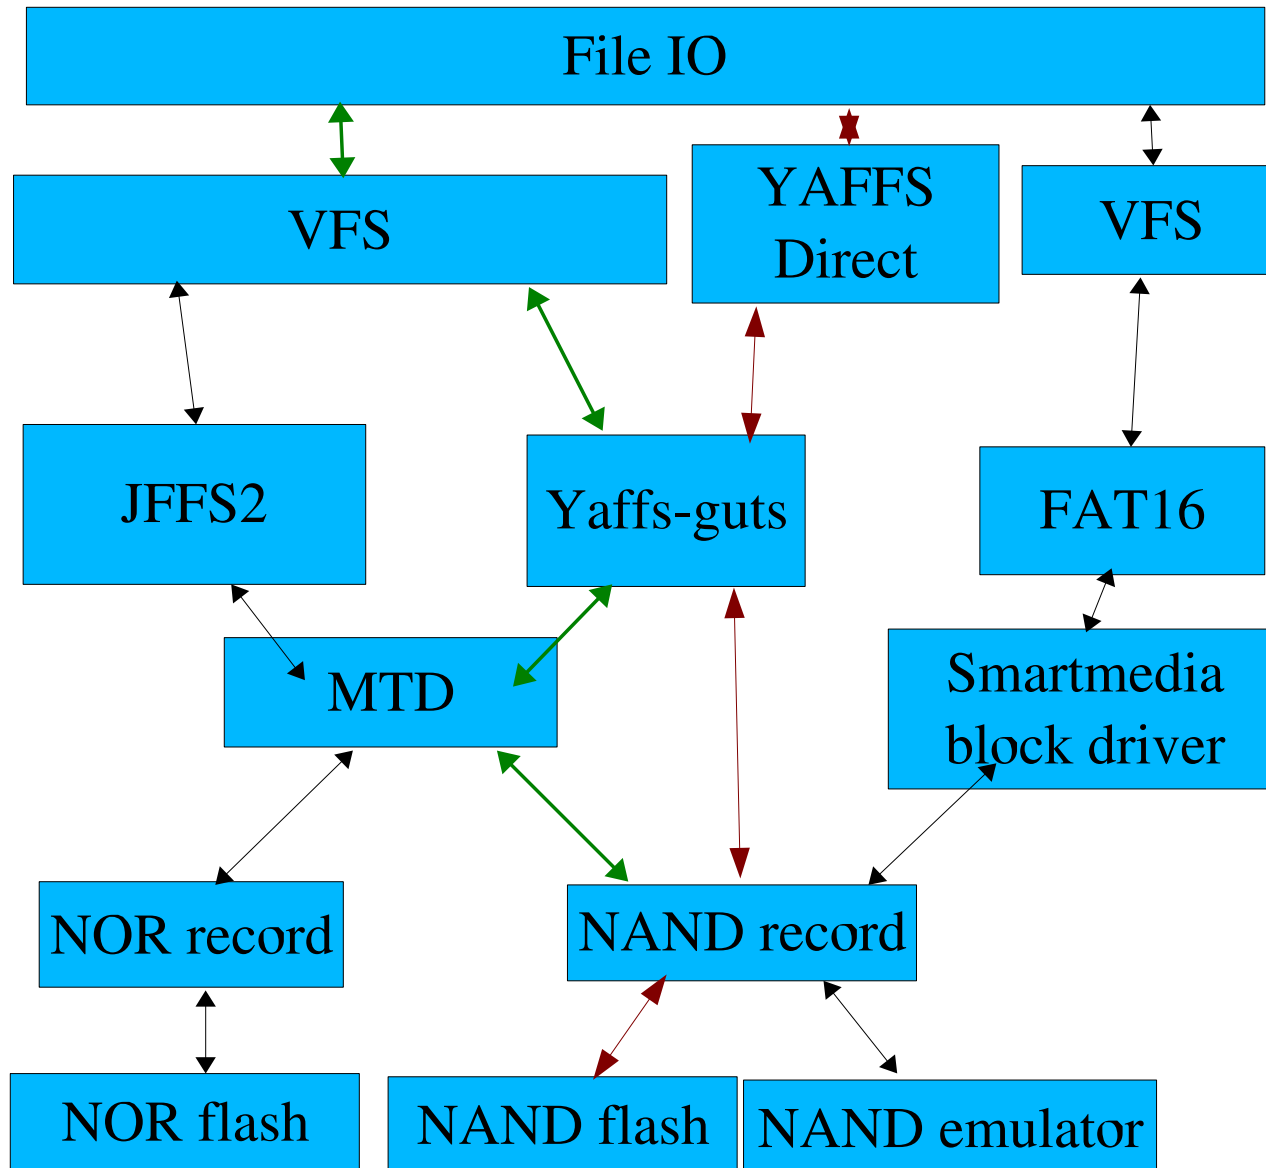 File IO
VFS
YAFFS
Direct
VFS
JFFS2
Yaffs-guts
FAT16
MTD
Smartmedia
block driver
NOR record
NAND record
NOR flash
NAND flash
NAND emulator